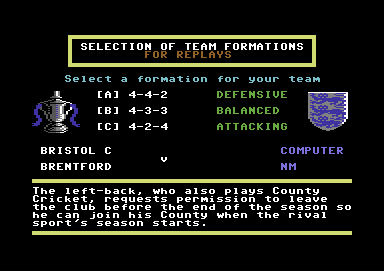 SELECTION OF TEAM FORMATIONS
FOR REPLAYS
Select a formation for your team
[A] 4-4-2 DEFENSIVE
[B] 4-3-3 BALANCED
[C] 4-2-4 ATTACKING
BRISTOL C COMPUTER
v
BRENTFORD NM
The left-back, who also plays County
Cricket, requests permission to leave
the club before the end of the season so
he can join his County when the rival
sport's season starts.